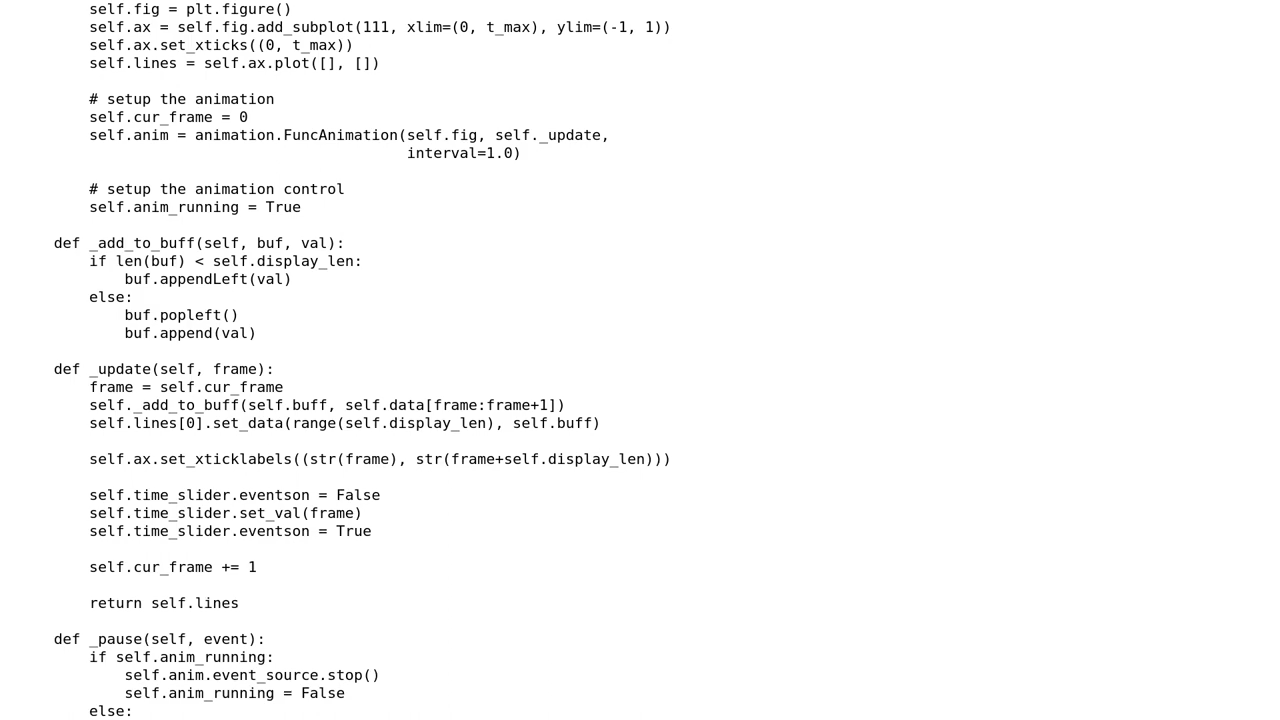 self.fig = plt.figure()
self.ax = self.fig.add_subplot(111, xlim=(0, t_max), ylim=(-1, 1))
self.ax.set_xticks((0, t_max))
self.lines = self.ax.plot([], [])

# setup the animation
self.cur_frame = 0
self.anim = animation.FuncAnimation(self.fig, self._update,
interval=1.0)

# setup the animation control
self.anim_running = True

def _add_to_buff(self, buf, val):
if len(buf) < self.display_len:
buf.appendLeft(val)
else:
buf.popleft()
buf.append(val)

def _update(self, frame):
frame = self.cur_frame
self._add_to_buff(self.buff, self.data[frame:frame+1])
self.lines[0].set_data(range(self.display_len), self.buff)

self.ax.set_xticklabels((str(frame), str(frame+self.display_len)))

self.time_slider.eventson = False
self.time_slider.set_val(frame)
self.time_slider.eventson = True

self.cur_frame += 1

return self.lines

def _pause(self, event):
if self.anim_running:
self.anim.event_source.stop()
self.anim_running = False
else: